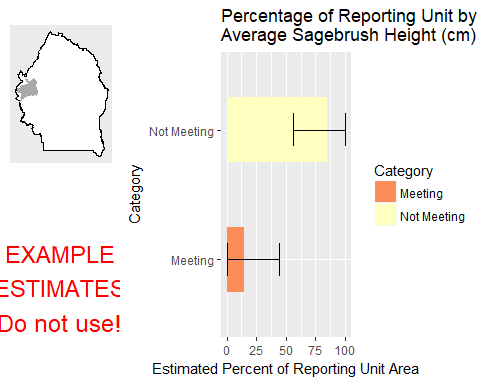 Percentage of Reporting Unit by
Average Sagebrush Height (cm)
Not Meeting
Category
Meeting
Category
Meeting
Not Meeting
EXAMPLE
ESTIMATES
Do not use!
0 25 50 75 100
Estimated Percent of Reporting Unit Area